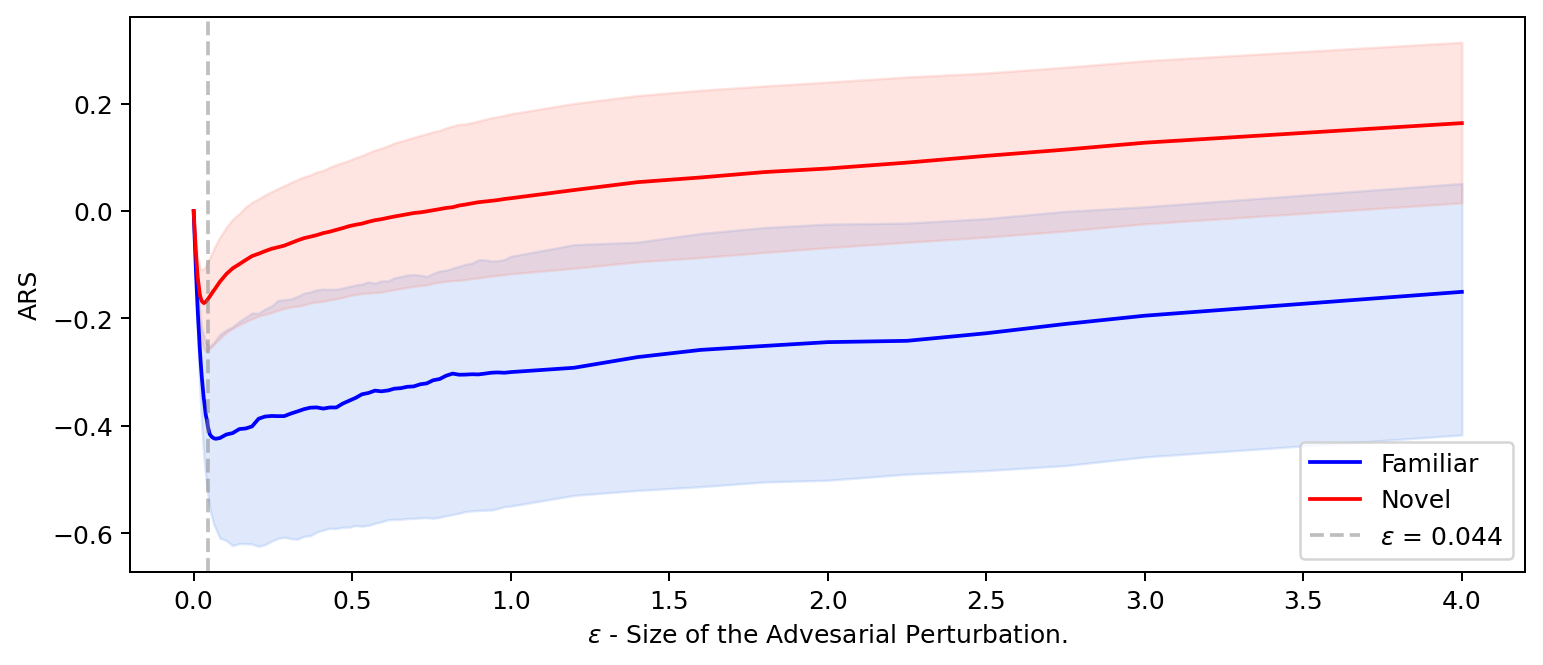 ARS
0.2
0.0
−0.2
−0.4
−0.6
0.0 0.5 1.0 1.5 2.0 2.5 3.0 3.5 4.0
ε - Size of the Advesarial Perturbation.
Familiar
Novel
ε = 0.044